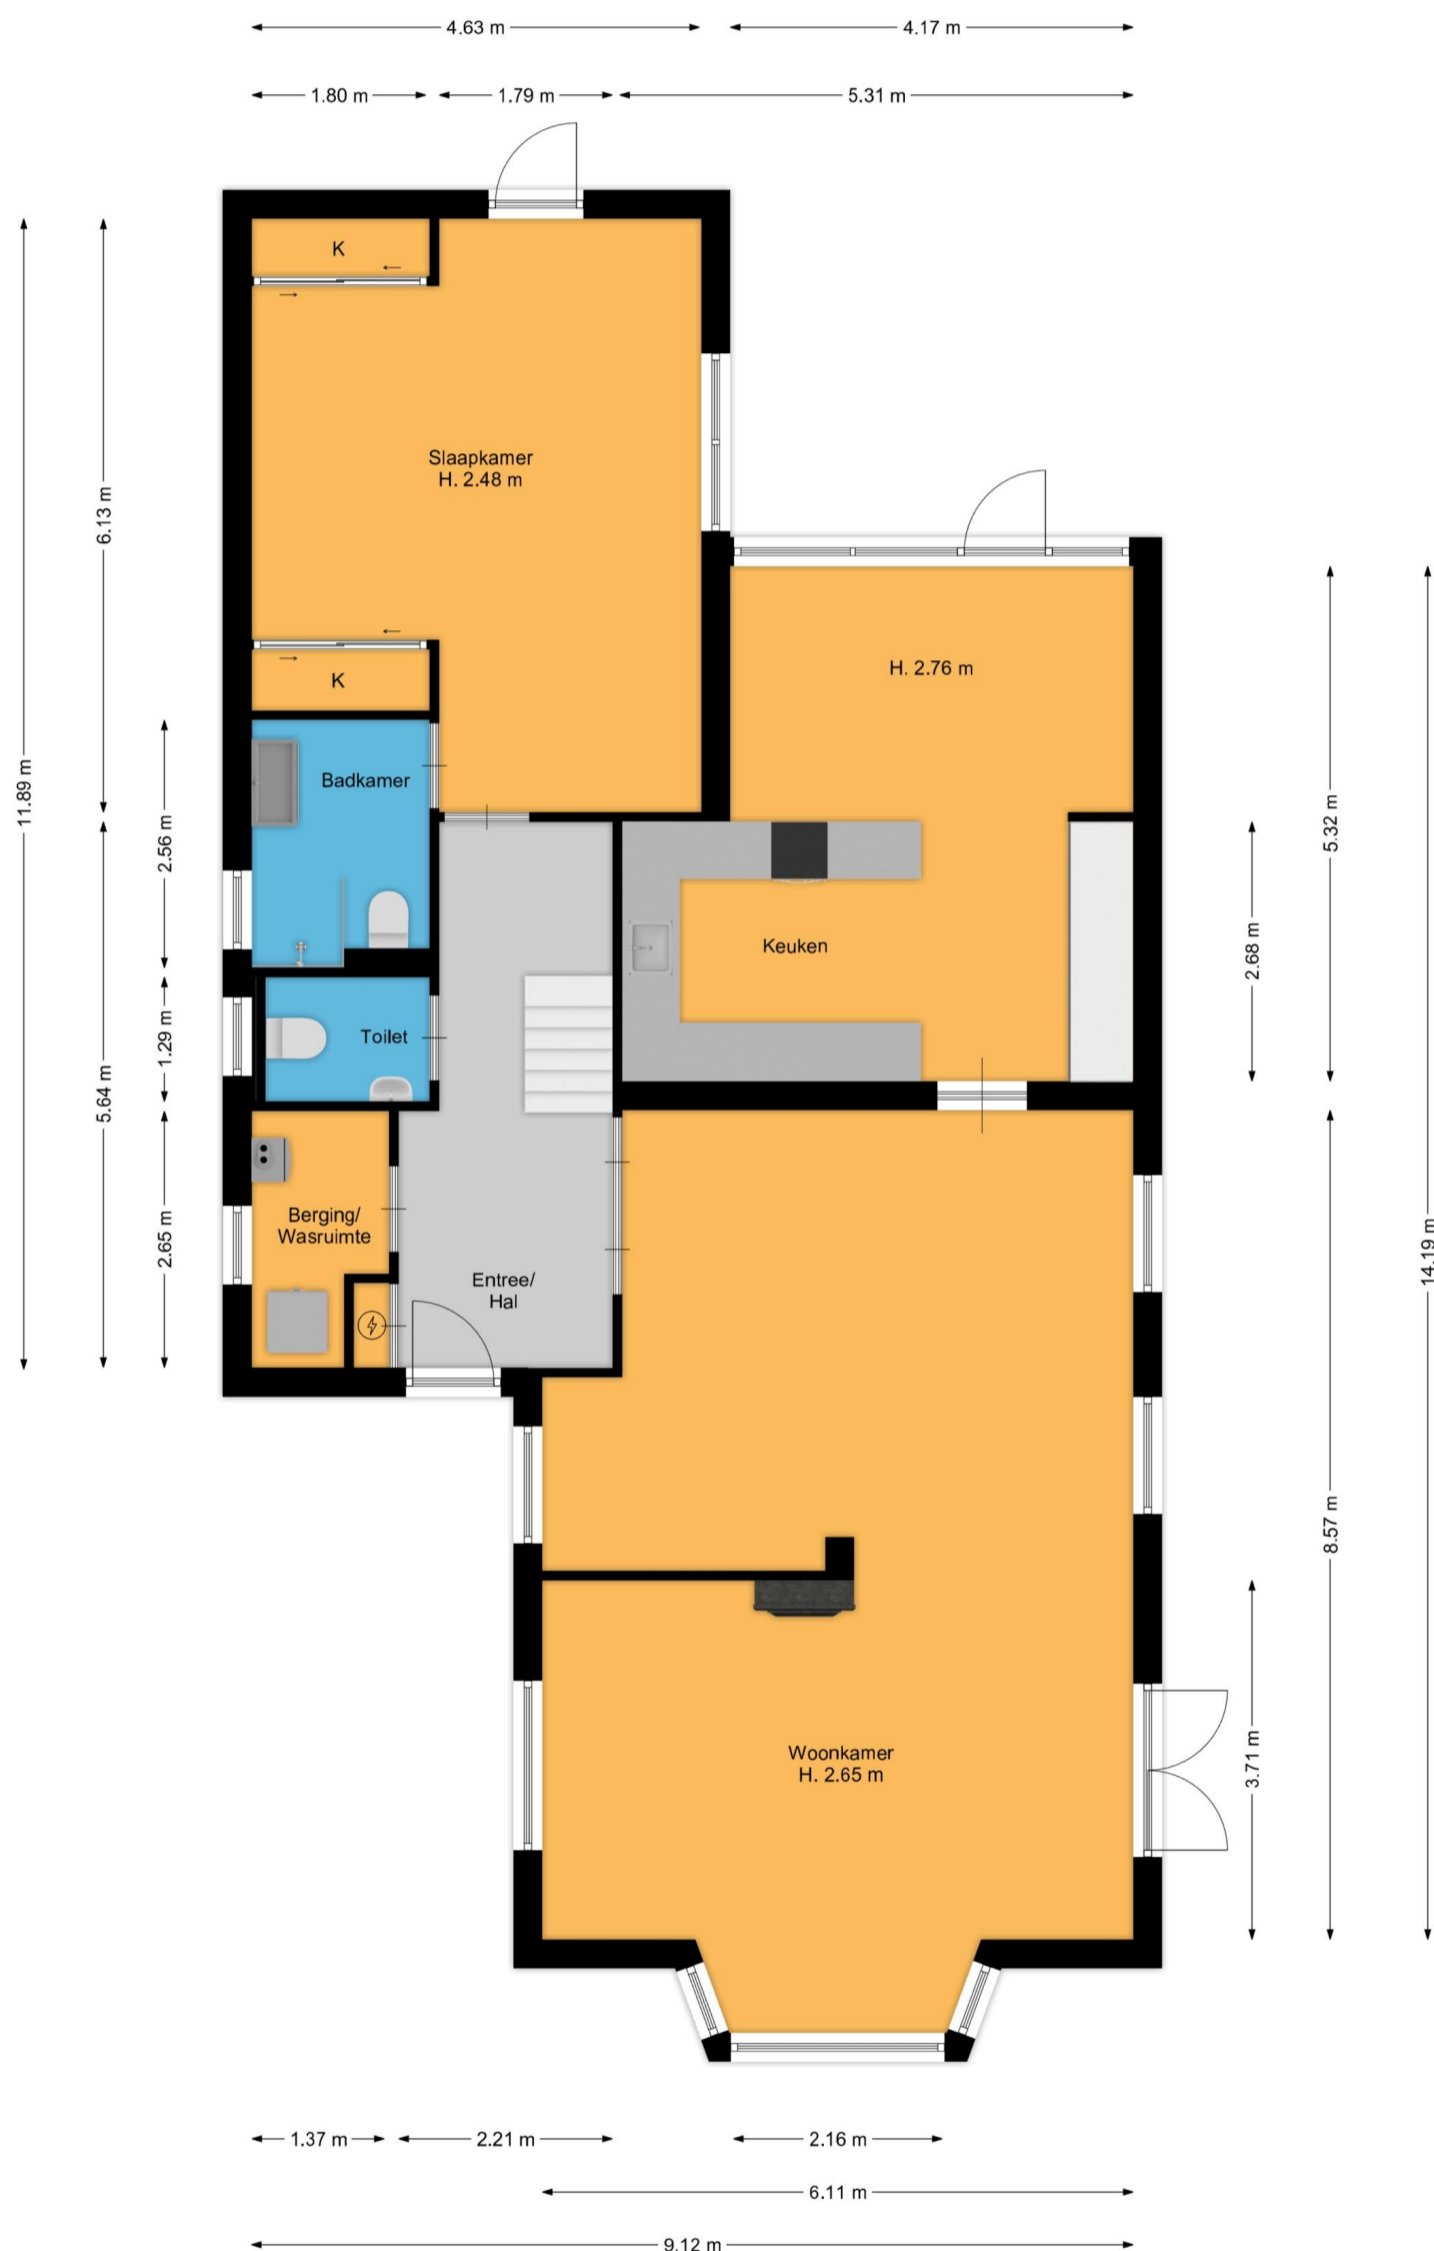 4.63 m
4.17 m
1.80 m
1.79 m
5.31 m
K
Slaapkamer
H. 2.48 m
6.13 m
H. 2.76 m
K
Badkamer
11.89 m
2.56 m
5.32 m
Keuken
2.68 m
Toilet
1.29 m
5.64 m
Berging/
Wasruimte
2.65 m
Entree/
Hal
14.19 m
8.57 m
Woonkamer
H. 2.65 m
3.71 m
1.37 m
2.21 m
2.16 m
6.11 m
9.12 m